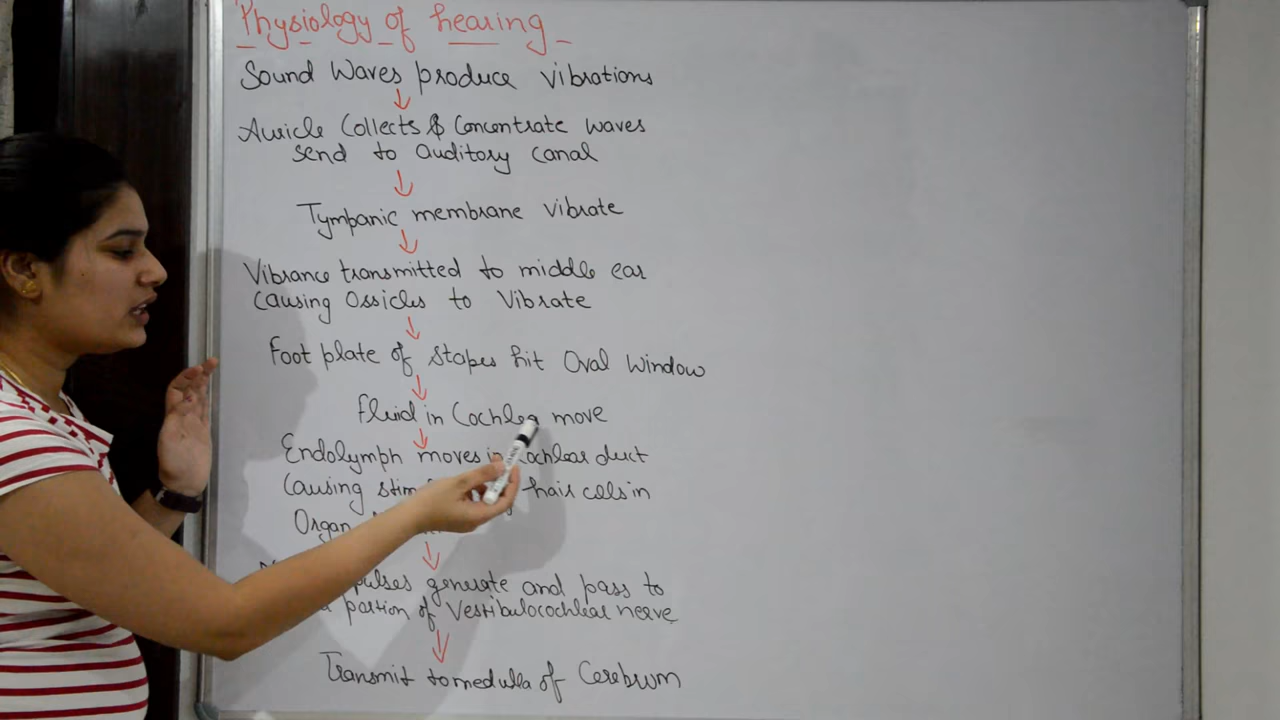 Physiology of hearing
Sound Waves produce vibrations
Auricle Collects & Concentrate waves
send to auditory canal
Tympanic membrane vibrate
Vibrance transmitted to middle ear
causing Ossicles to Vibrate
Foot plate of stapes hit Oval Window
fluid in Cochlea move
Endolymph moves in cochlear duct
Causing hair cells in
Organ
generate and pass to
portion of Vestibulocochlear nerve
Transmit to medulla of Cerebrum